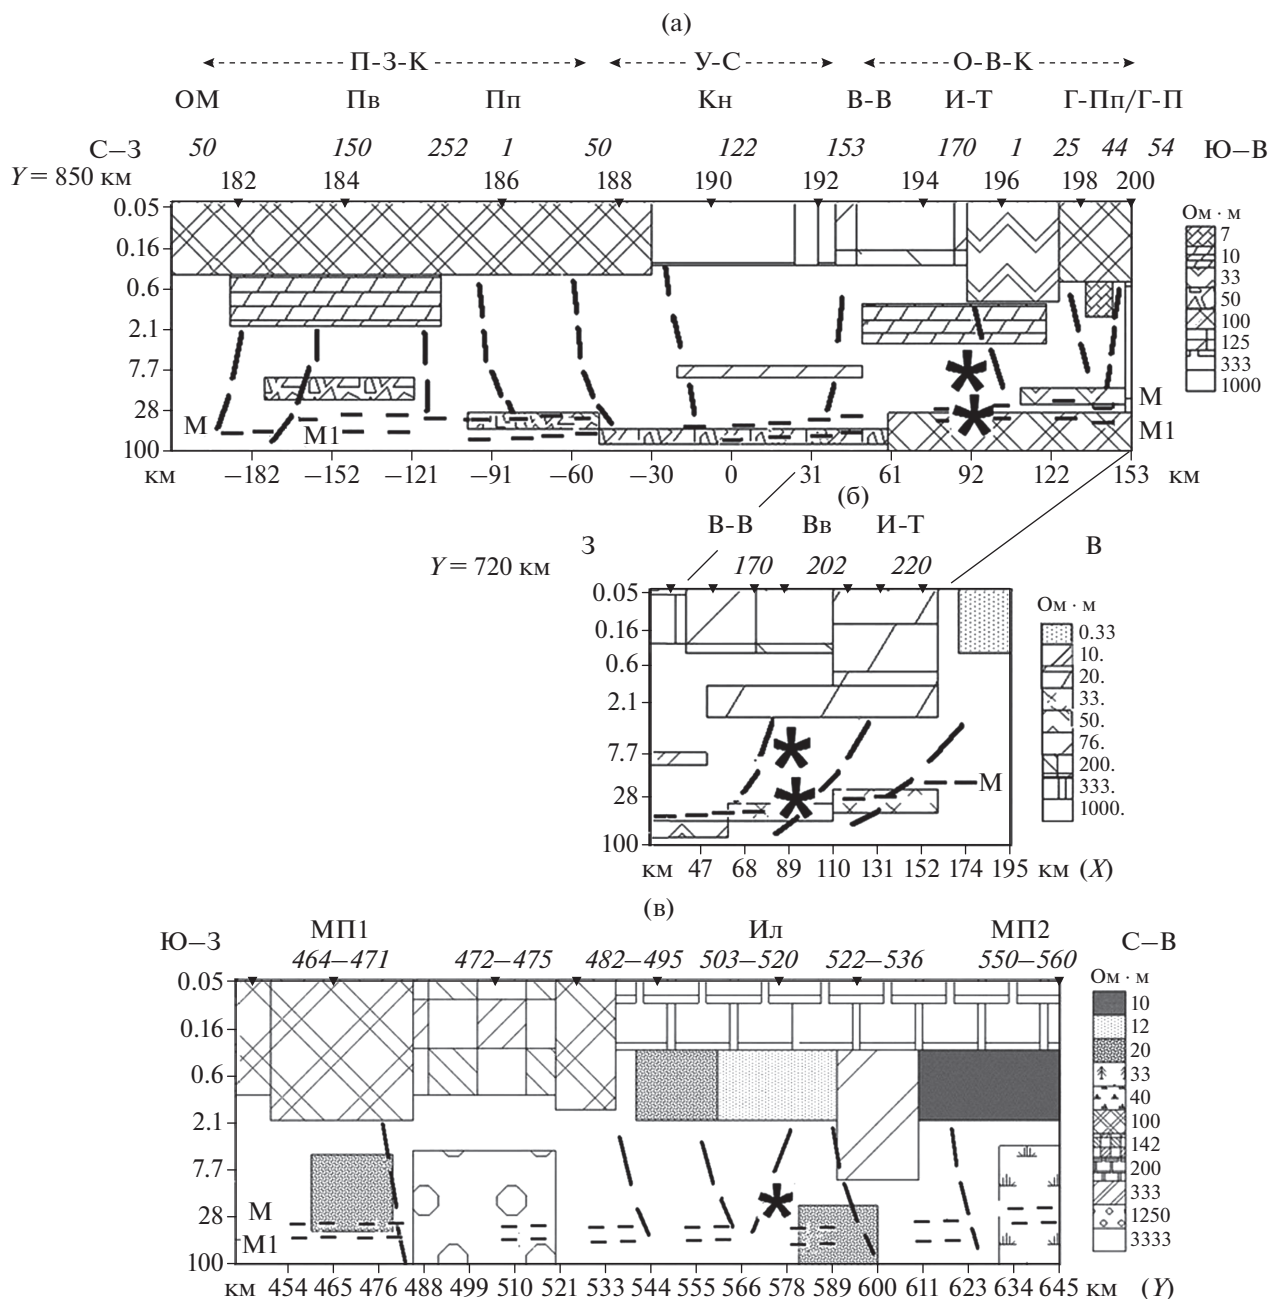 (а)
П-З-К У-С О-В-К
ОМ Пв Пп Кн В-В И-Т Г-Пп/Г-П
С–З 50 150 252 1 50 122 153 170 1 25 44 54 Ю–В
Y = 850 км 182 184 186 188 190 192 194 196 198 200
0.05
0.16
0.6
2.1
7.7
28
100
М М1
М
М1
Ом · м
7
10
33
50
100
125
333
1000
км –182 –152 –121 –91 –60 –30 0 31 61 92 122 153 км
(б)
В-В Вв И-Т
З В
Y = 720 км 170 202 220
0.05
0.16
0.6
2.1
7.7
28
100
М
Ом · м
0.33
10.
20.
33.
50.
76.
200.
333.
1000.
км 47 68 89 110 131 152 174 195 км (X)
(в)
МП1 Ил МП2
Ю–З С–В
464–471 472–475 482–495 503–520 522–536 550–560
0.05
0.16
0.6
2.1
7.7
28
100
М
М1
Ом · м
10
12
20
33
40
100
142
200
333
1250
3333
км 454 465 476 488 499 510 521 533 544 555 566 578 589 600 611 623 634 645 км (Y)